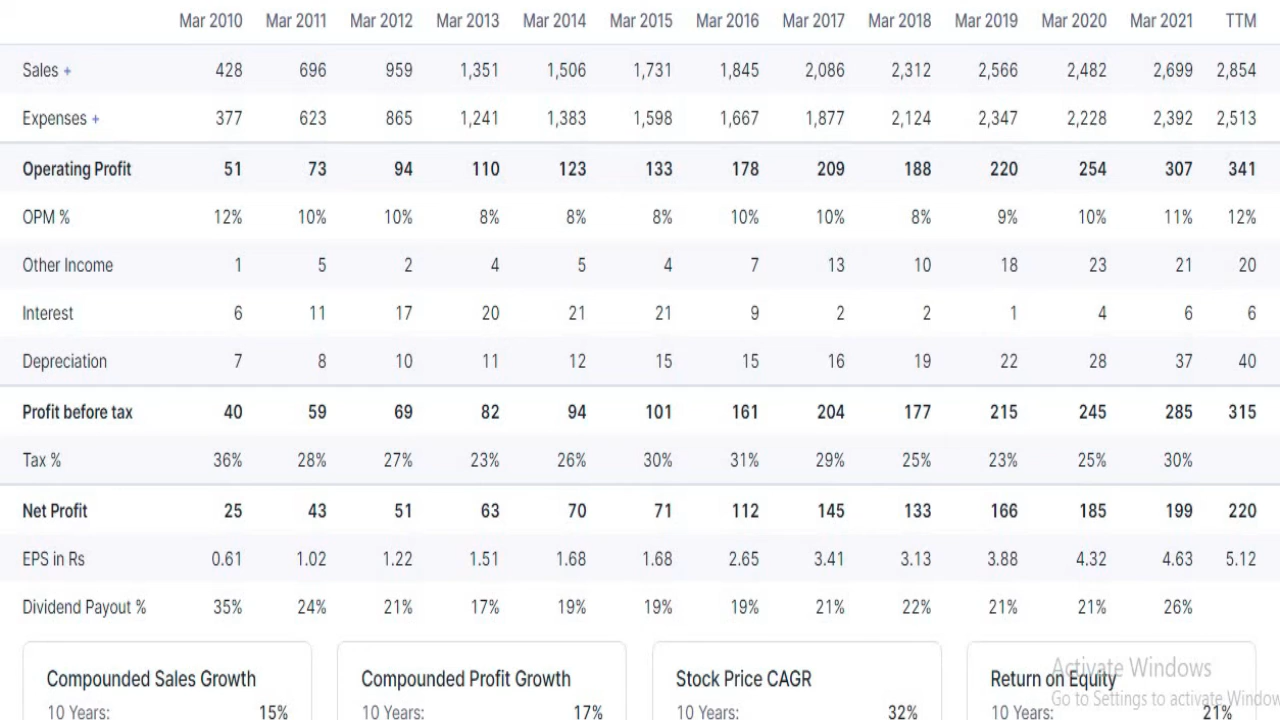 Mar 2010 Mar 2011 Mar 2012 Mar 2013 Mar 2014 Mar 2015 Mar 2016 Mar 2017 Mar 2018 Mar 2019 Mar 2020 Mar 2021 TTM
Sales + 428 696 959 1,351 1,506 1,731 1,845 2,086 2,312 2,566 2,482 2,699 2,854
Expenses + 377 623 865 1,241 1,383 1,598 1,667 1,877 2,124 2,347 2,228 2,392 2,513
Operating Profit 51 73 94 110 123 133 178 209 188 220 254 307 341
OPM % 12% 10% 10% 8% 8% 8% 10% 10% 8% 9% 10% 11% 12%
Other Income 1 5 2 4 5 4 7 13 10 18 23 21 20
Interest 6 11 17 20 21 21 9 2 2 1 4 6 6
Depreciation 7 8 10 11 12 15 15 16 19 22 28 37 40
Profit before tax 40 59 69 82 94 101 161 204 177 215 245 285 315
Tax % 36% 28% 27% 23% 26% 30% 31% 29% 25% 23% 25% 30%
Net Profit 25 43 51 63 70 71 112 145 133 166 185 199 220
EPS in Rs 0.61 1.02 1.22 1.51 1.68 1.68 2.65 3.41 3.13 3.88 4.32 4.63 5.12
Dividend Payout % 35% 24% 21% 17% 19% 19% 19% 21% 22% 21% 21% 26%
Compounded Sales Growth Compounded Profit Growth Stock Price CAGR Return on Equity
10 Years: 15% 10 Years: 17% 10 Years: 32% 10 Years: 21%
Activate Windows
Go to Settings to activate Window